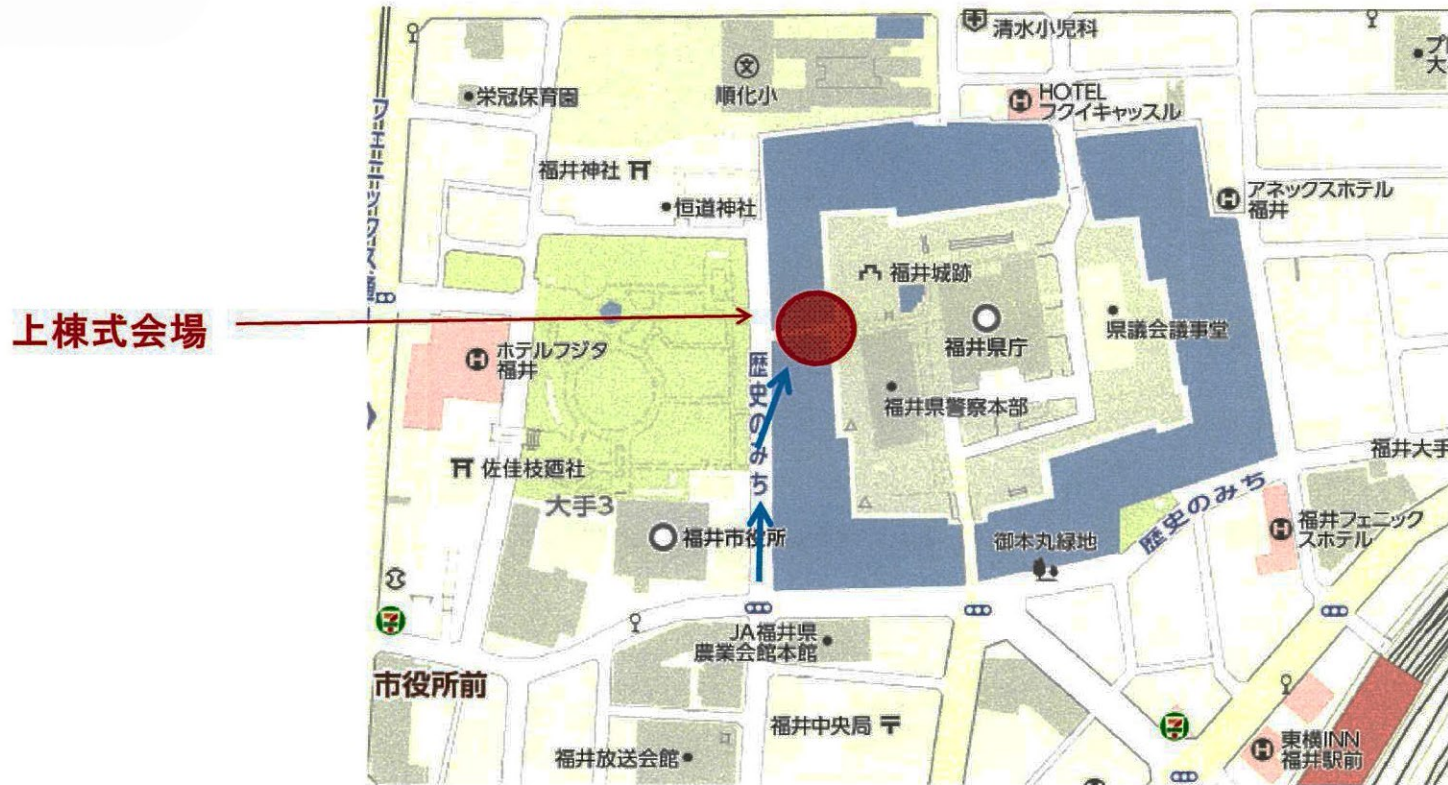 清水小児科
栄冠保育園
順化小
HOTEL
フクイキャッスル
福井神社
恒道神社
アネックスホテル
福井
フェニックス通
福井城跡
上棟式会場
ホテルフジタ
福井
福井県庁
県議会議事堂
歴史のみち
福井県警察本部
佐佳枝廼社
大手3
福井大手
福井市役所
御本丸緑地
歴史のみち
福井フェニック
スホテル
JA福井県
農業会館本館
市役所前
福井中央局
福井放送会館
東横INN
福井駅前